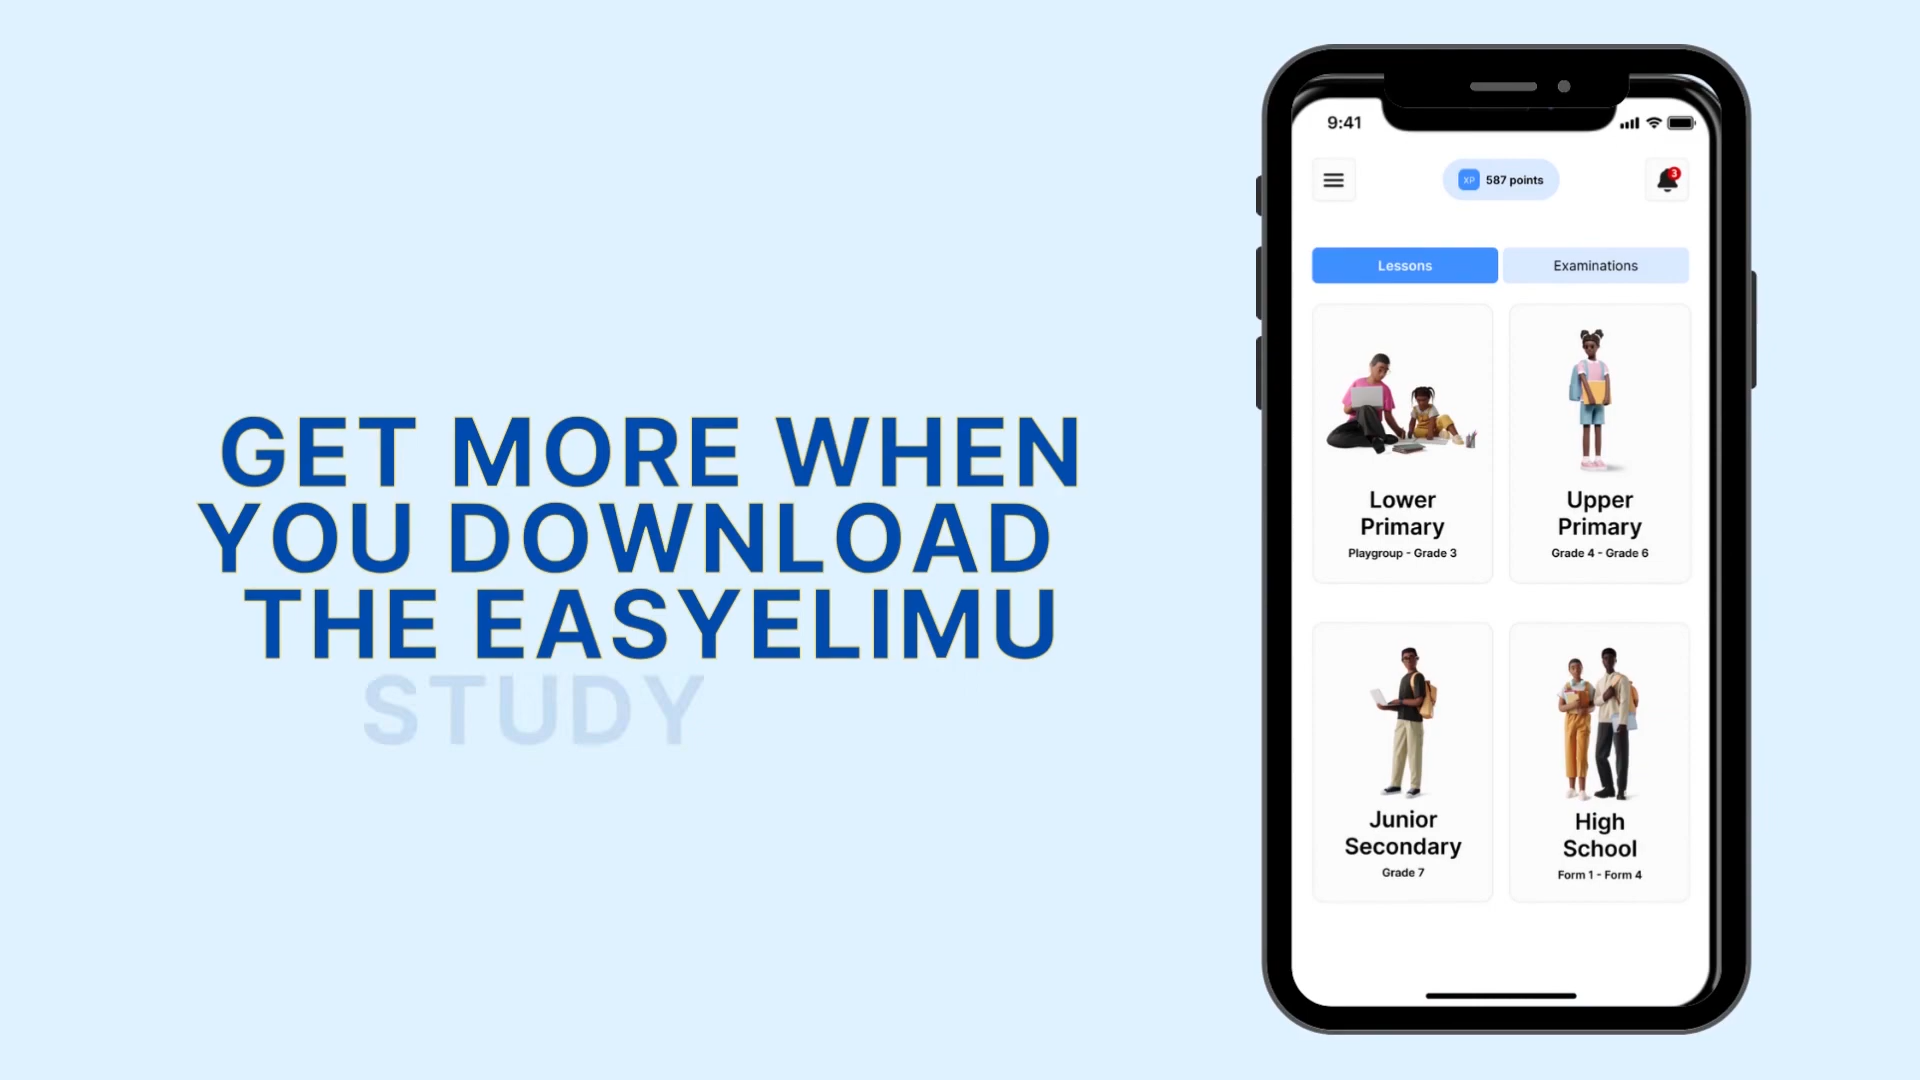 GET MORE WHEN
YOU DOWNLOAD
THE EASYELIMU
STUDY
9:41
XP 587 points
3
Lessons
Examinations
Lower
Primary
Playgroup - Grade 3
Upper
Primary
Grade 4 - Grade 6
Junior
Secondary
Grade 7
High
School
Form 1 - Form 4